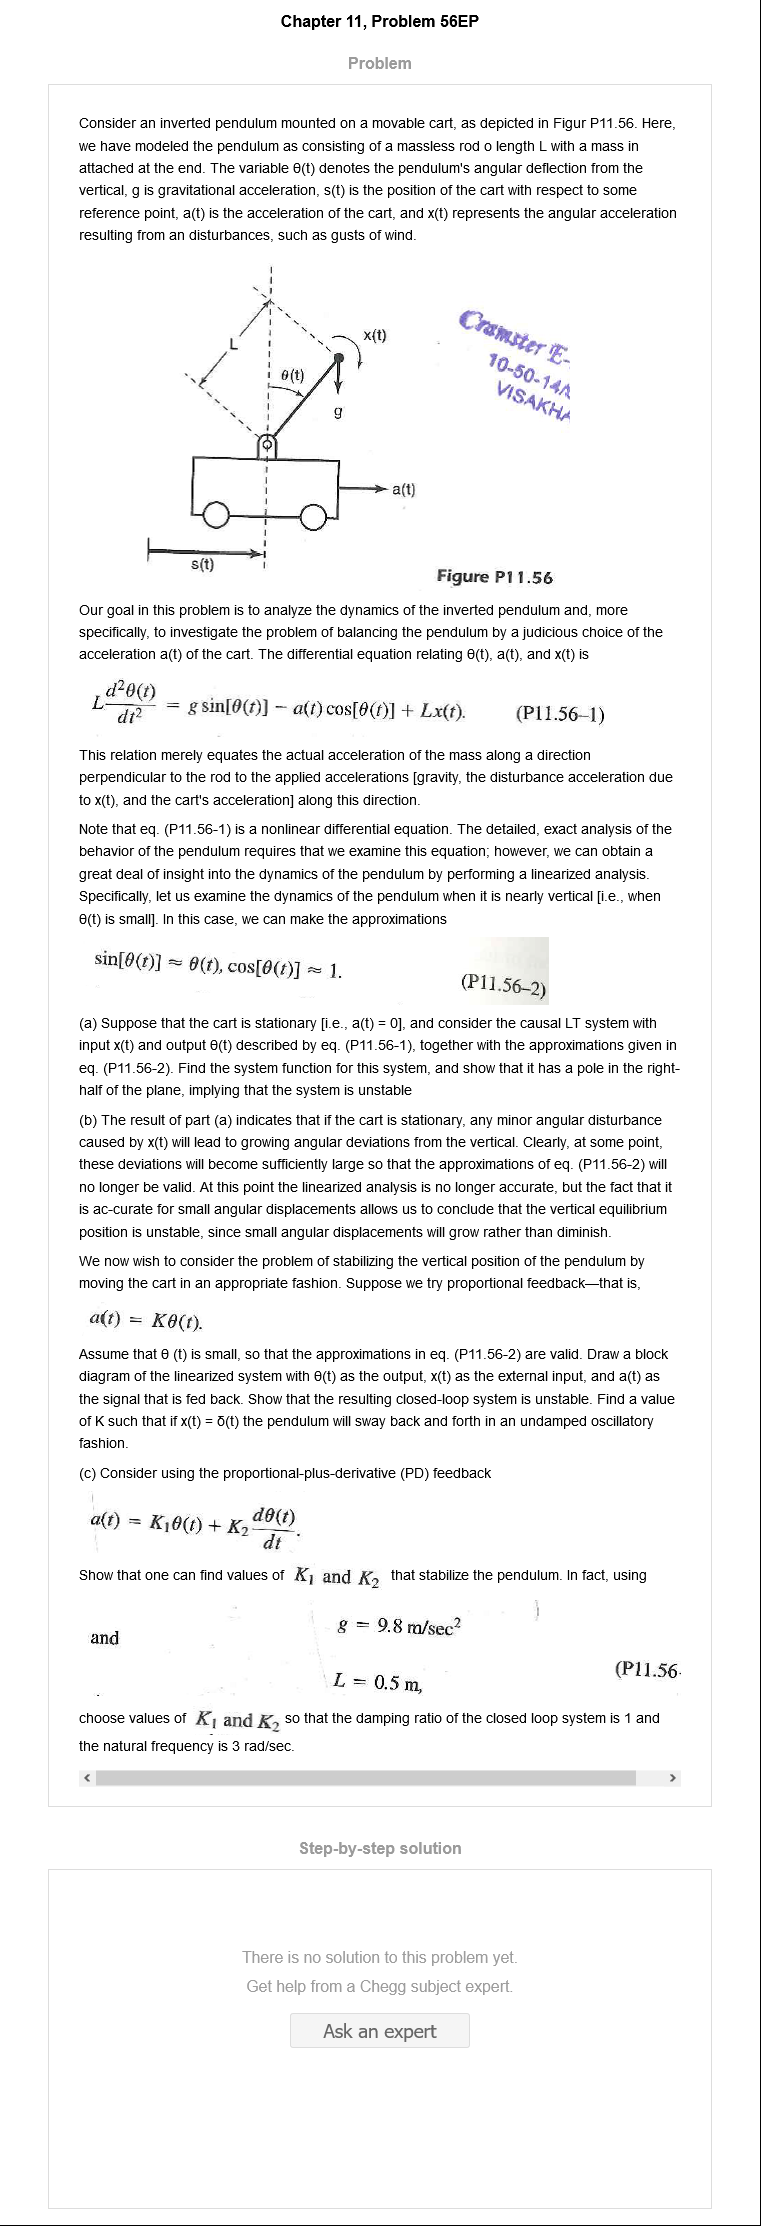 Chapter 11, Problem 56EP
Problem
Consider an inverted pendulum mounted on a movable cart, as depicted in Figur P11.56. Here,
we have modeled the pendulum as consisting of a massless rod o length L with a mass in
attached at the end. The variable θ(t) denotes the pendulum's angular deflection from the
vertical, g is gravitational acceleration, s(t) is the position of the cart with respect to some
reference point, a(t) is the acceleration of the cart, and x(t) represents the angular acceleration
resulting from an disturbances, such as gusts of wind.
x(t)
L
θ(t)
g
a(t)
s(t)
Cramster E-
10-50-14A
VISAKHA
Figure P11.56
Our goal in this problem is to analyze the dynamics of the inverted pendulum and, more
specifically, to investigate the problem of balancing the pendulum by a judicious choice of the
acceleration a(t) of the cart. The differential equation relating θ(t), a(t), and x(t) is
L d²θ(t)/dt² = g sin[θ(t)] − a(t) cos[θ(t)] + Lx(t). (P11.56–1)
This relation merely equates the actual acceleration of the mass along a direction
perpendicular to the rod to the applied accelerations [gravity, the disturbance acceleration due
to x(t), and the cart's acceleration] along this direction.
Note that eq. (P11.56-1) is a nonlinear differential equation. The detailed, exact analysis of the
behavior of the pendulum requires that we examine this equation; however, we can obtain a
great deal of insight into the dynamics of the pendulum by performing a linearized analysis.
Specifically, let us examine the dynamics of the pendulum when it is nearly vertical [i.e., when
θ(t) is small]. In this case, we can make the approximations
sin[θ(t)] ≈ θ(t), cos[θ(t)] ≈ 1. (P11.56–2)
(a) Suppose that the cart is stationary [i.e., a(t) = 0], and consider the causal LT system with
input x(t) and output θ(t) described by eq. (P11.56-1), together with the approximations given in
eq. (P11.56-2). Find the system function for this system, and show that it has a pole in the right-
half of the plane, implying that the system is unstable
(b) The result of part (a) indicates that if the cart is stationary, any minor angular disturbance
caused by x(t) will lead to growing angular deviations from the vertical. Clearly, at some point,
these deviations will become sufficiently large so that the approximations of eq. (P11.56-2) will
no longer be valid. At this point the linearized analysis is no longer accurate, but the fact that it
is ac-curate for small angular displacements allows us to conclude that the vertical equilibrium
position is unstable, since small angular displacements will grow rather than diminish.
We now wish to consider the problem of stabilizing the vertical position of the pendulum by
moving the cart in an appropriate fashion. Suppose we try proportional feedback—that is,
a(t) = Kθ(t).
Assume that θ (t) is small, so that the approximations in eq. (P11.56-2) are valid. Draw a block
diagram of the linearized system with θ(t) as the output, x(t) as the external input, and a(t) as
the signal that is fed back. Show that the resulting closed-loop system is unstable. Find a value
of K such that if x(t) = δ(t) the pendulum will sway back and forth in an undamped oscillatory
fashion.
(c) Consider using the proportional-plus-derivative (PD) feedback
a(t) = K₁θ(t) + K₂ dθ(t)/dt.
Show that one can find values of K₁ and K₂ that stabilize the pendulum. In fact, using
g = 9.8 m/sec²
and
(P11.56-
L = 0.5 m,
choose values of K₁ and K₂ so that the damping ratio of the closed loop system is 1 and
the natural frequency is 3 rad/sec.
Step-by-step solution
There is no solution to this problem yet.
Get help from a Chegg subject expert.
Ask an expert